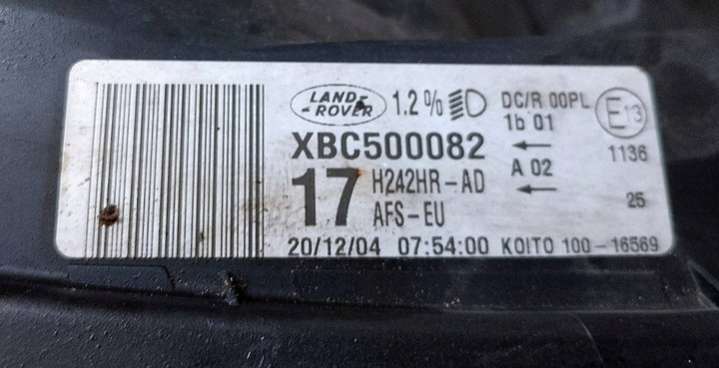 LAND-
-ROVER
1.2%
DC/R 00PL
1b 01
E13
XBC500082
1136
17
H242HR-AD
A 02
AFS-EU
25
20/12/04 07:54:00 KOITO 100-16569